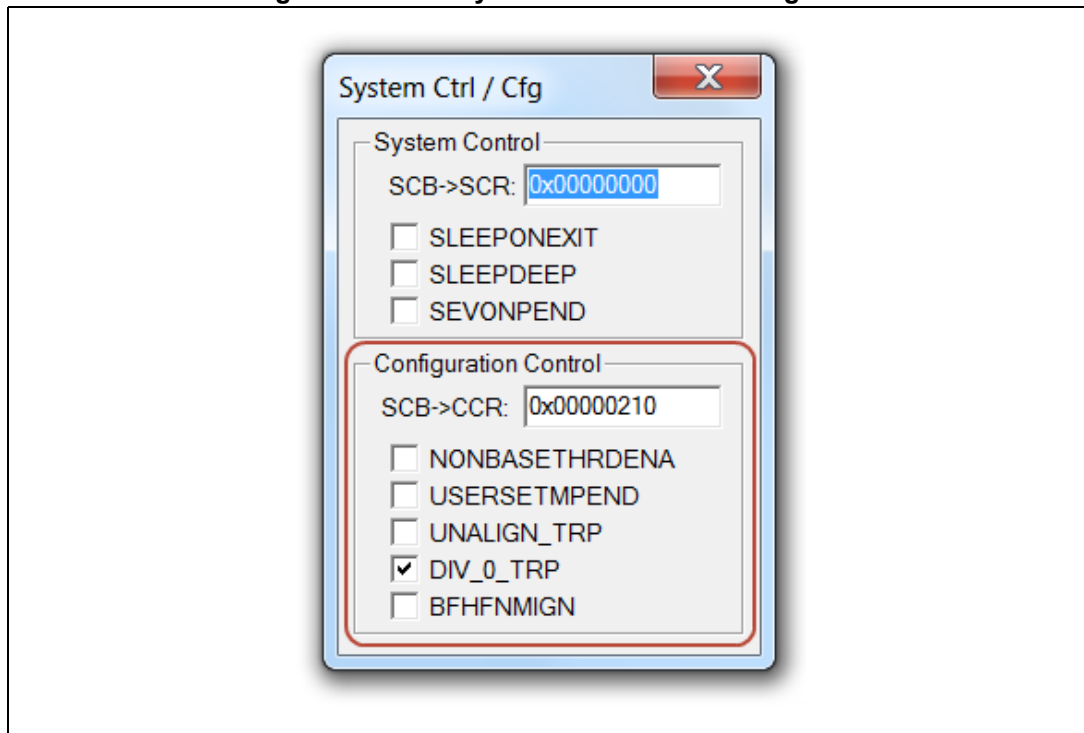 System Ctrl / Cfg
System Control
SCB->SCR: 0x00000000
SLEEPONEXIT
SLEEPDEEP
SEVONPEND
Configuration Control
SCB->CCR: 0x00000210
NONBASETHRDENA
USERSETMPEND
UNALIGN_TRP
DIV_0_TRP
BFHFNMIGN